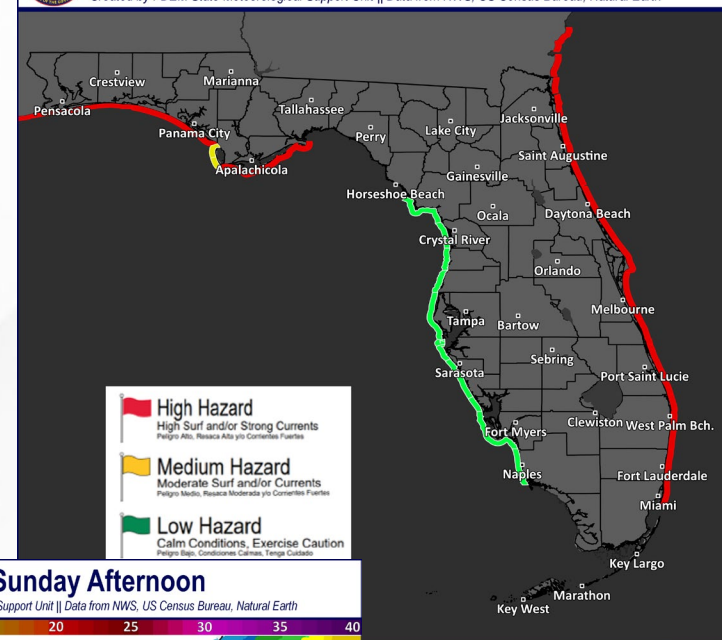 Crestview
Marianna
Pensacola
Tallahassee
Panama City
Perry
Lake City
Jacksonville
Apalachicola
Saint Augustine
Gainesville
Horseshoe Beach
Ocala
Daytona Beach
Crystal River
Orlando
Melbourne
Tampa
Bartow
Sebring
Sarasota
Port Saint Lucie
High Hazard
High Surf and/or Strong Currents
Peligro Alto, Resaca Alta y/o Corrientes Fuertes
Medium Hazard
Moderate Surf and/or Currents
Peligro Medio, Resaca Moderada y/o Corrientes Fuertes
Low Hazard
Calm Conditions, Exercise Caution
Peligro Bajo, Condiciones Calmas, Tenga Cuidado
Fort Myers
Clewiston
West Palm Bch.
Naples
Fort Lauderdale
Miami
Key Largo
Marathon
Key West
Sunday Afternoon
Support Unit || Data from NWS, US Census Bureau, Natural Earth
20 25 30 35 40